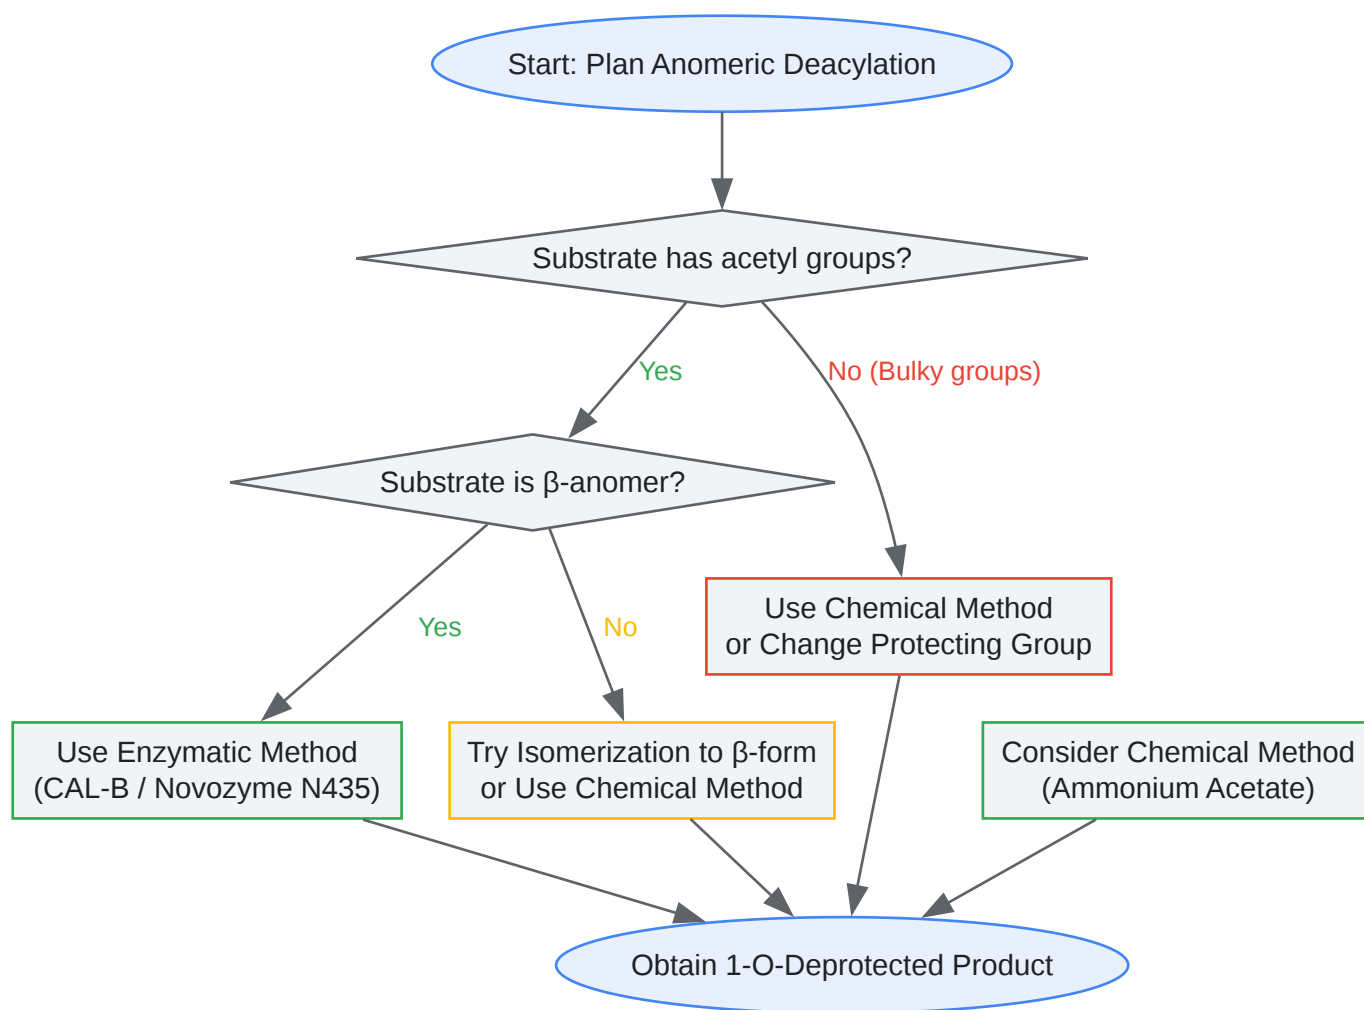 Start: Plan Anomeric Deacylation
Substrate has acetyl groups?
Yes
No (Bulky groups)
Substrate is β-anomer?
Yes
No
Use Chemical Method
or Change Protecting Group
Use Enzymatic Method
(CAL-B / Novozyme N435)
Try Isomerization to β-form
or Use Chemical Method
Consider Chemical Method
(Ammonium Acetate)
Obtain 1-O-Deprotected Product